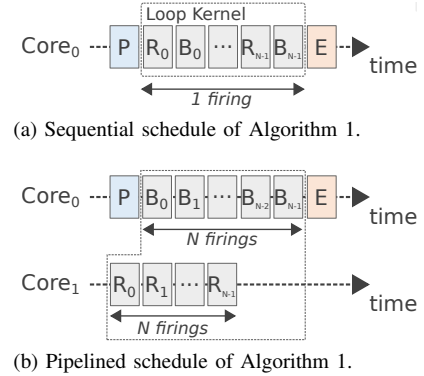 Loop Kernel
Core0 P R0 B0 ... RN-1 BN-1 E
time
1 firing
(a) Sequential schedule of Algorithm 1.
Core0 P B0 B1 ... BN-2 BN-1 E
time
N firings
Core1 R0 R1 ... RN-1
time
N firings
(b) Pipelined schedule of Algorithm 1.